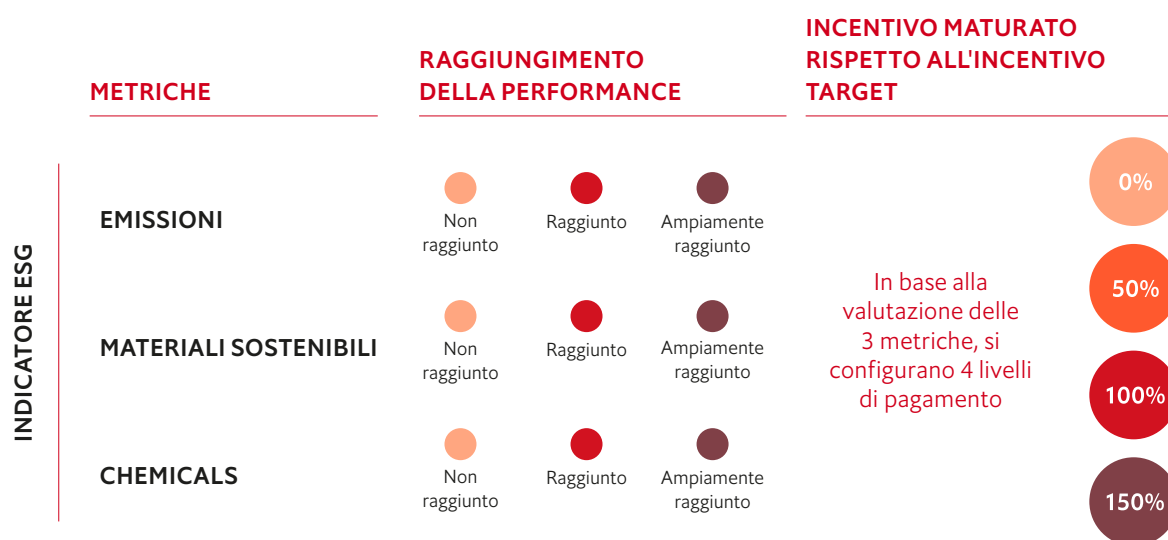 METRICHE
RAGGIUNGIMENTO
DELLA PERFORMANCE
INCENTIVO MATURATO
RISPETTO ALL'INCENTIVO
TARGET
INDICATORE ESG
EMISSIONI
Non
raggiunto
Raggiunto
Ampiamente
raggiunto
MATERIALI SOSTENIBILI
Non
raggiunto
Raggiunto
Ampiamente
raggiunto
CHEMICALS
Non
raggiunto
Raggiunto
Ampiamente
raggiunto
In base alla
valutazione delle
3 metriche, si
configurano 4 livelli
di pagamento
0%
50%
100%
150%